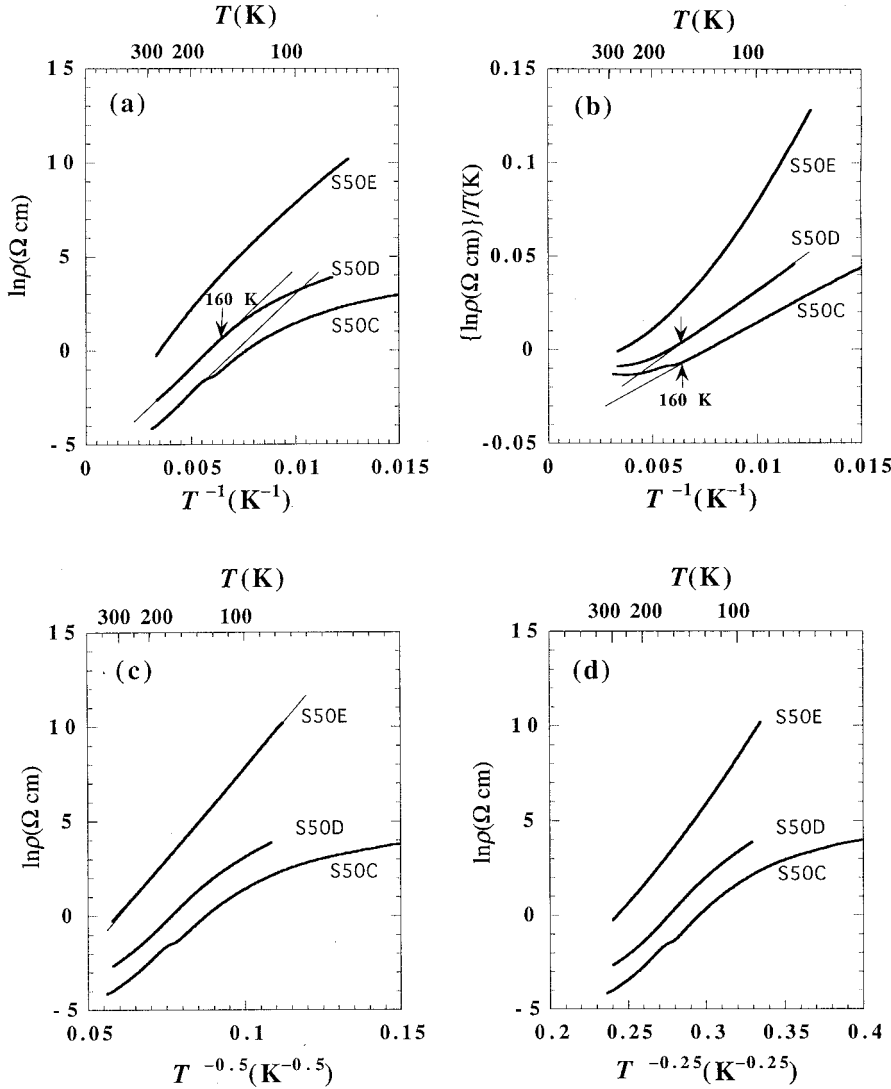 T(K)
300 200 100
15
(a)
10
S50E
5
S50D
160 K
S50C
0
-5
0 0.005 0.01 0.015
lnρ(Ω cm)
T⁻¹(K⁻¹)
T(K)
300 200 100
0.15
(b)
0.1
S50E
0.05
S50D
S50C
0
160 K
-0.05
0 0.005 0.01 0.015
{lnρ(Ω cm)}/T(K)
T⁻¹(K⁻¹)
T(K)
300 200 100
15
(c)
S50E
10
5
S50D
S50C
0
-5
0.05 0.1 0.15
lnρ(Ω cm)
T⁻⁰·⁵(K⁻⁰·⁵)
T(K)
300 200 100
15
(d)
S50E
10
5
S50D
S50C
0
-5
0.2 0.25 0.3 0.35 0.4
lnρ(Ω cm)
T⁻⁰·²⁵(K⁻⁰·²⁵)